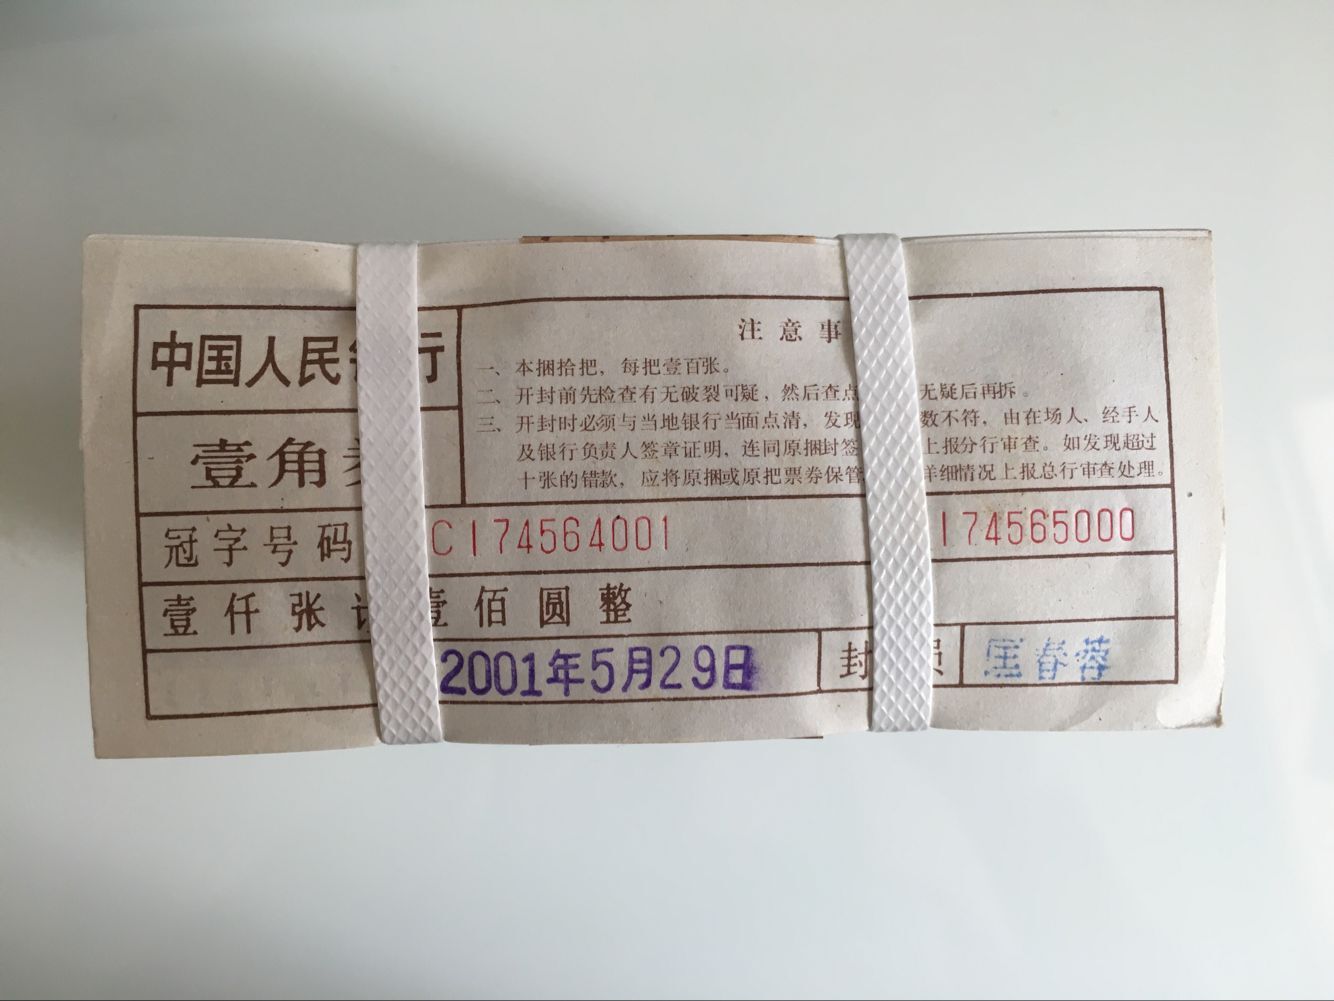 中国人民 行
壹角
注意事
一、本捆拾把，每把壹百张。
二、开封前先检查有无破裂可疑，然后查点 无疑后再拆。
三、开封时必须与当地银行当面点清，发现 数不符，由在场人、经手人
及银行负责人签章证明，连同原捆封签 上报分行审查。如发现超过
十张的错款，应将原捆或原把票券保管 详细情况上报总行审查处理。
冠字号码 C174564001 174565000
壹仟张 壹佰圆整
2001年5月29日 封 员 匡春蓉